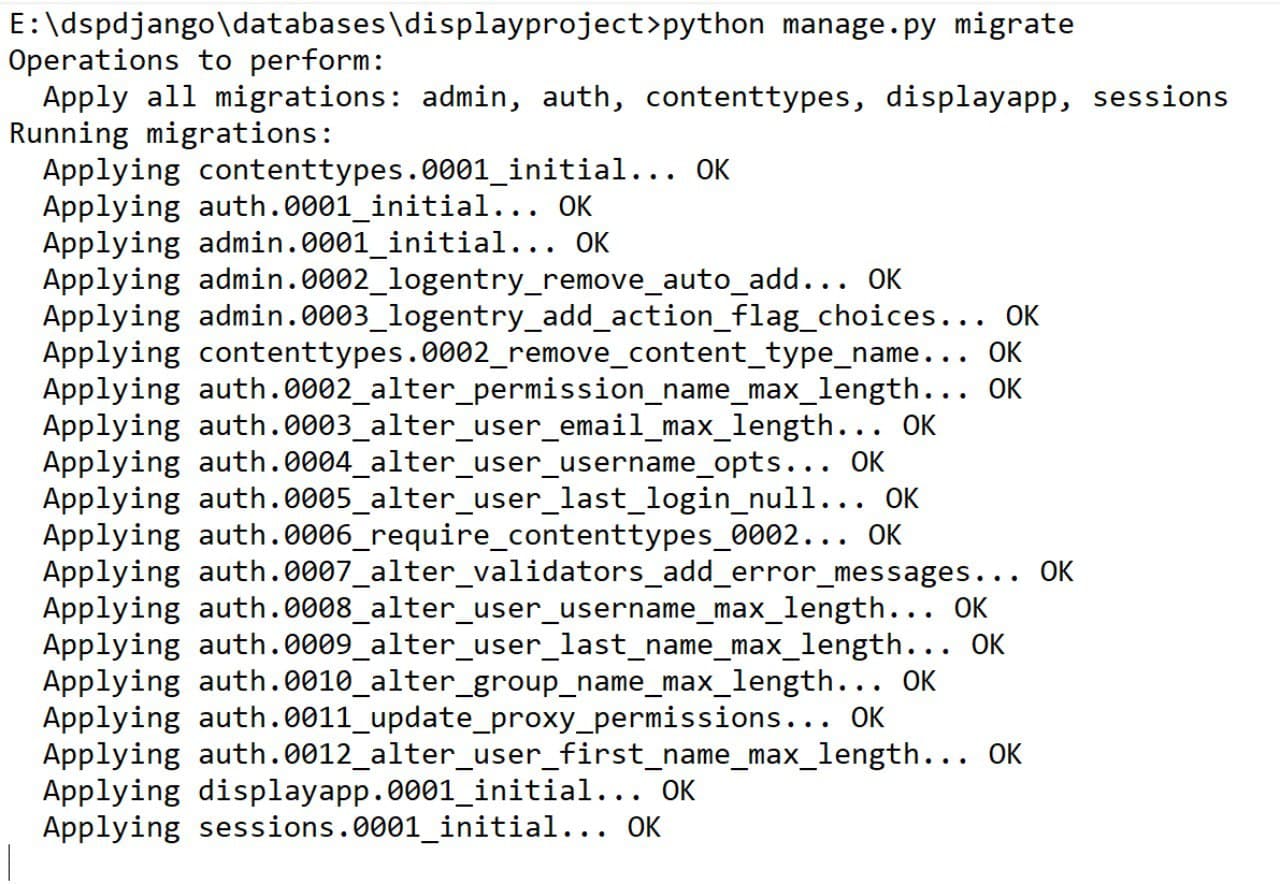 E:\dspdjango\databases\displayproject>python manage.py migrate
Operations to perform:
  Apply all migrations: admin, auth, contenttypes, displayapp, sessions
Running migrations:
  Applying contenttypes.0001_initial... OK
  Applying auth.0001_initial... OK
  Applying admin.0001_initial... OK
  Applying admin.0002_logentry_remove_auto_add... OK
  Applying admin.0003_logentry_add_action_flag_choices... OK
  Applying contenttypes.0002_remove_content_type_name... OK
  Applying auth.0002_alter_permission_name_max_length... OK
  Applying auth.0003_alter_user_email_max_length... OK
  Applying auth.0004_alter_user_username_opts... OK
  Applying auth.0005_alter_user_last_login_null... OK
  Applying auth.0006_require_contenttypes_0002... OK
  Applying auth.0007_alter_validators_add_error_messages... OK
  Applying auth.0008_alter_user_username_max_length... OK
  Applying auth.0009_alter_user_last_name_max_length... OK
  Applying auth.0010_alter_group_name_max_length... OK
  Applying auth.0011_update_proxy_permissions... OK
  Applying auth.0012_alter_user_first_name_max_length... OK
  Applying displayapp.0001_initial... OK
  Applying sessions.0001_initial... OK